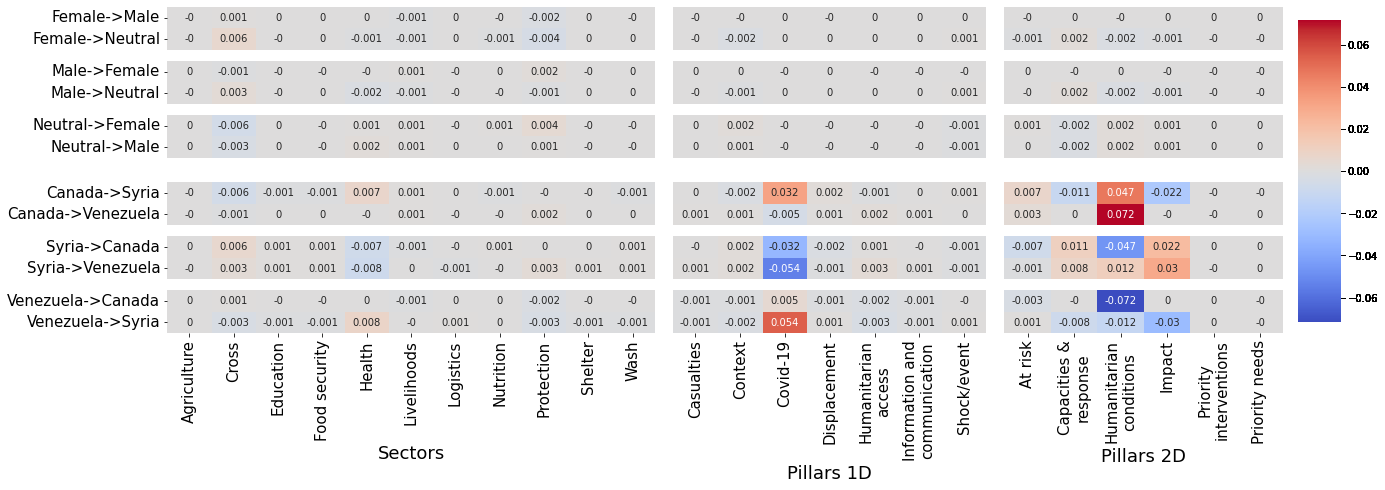 Female->Male -0 0.001 -0 0 -0 -0.001 -0 -0 -0.002 -0 0 -0 -0 0 0 0 0 0 -0 0 -0 -0 -0 -0
Female->Neutral -0 0.006 -0 0 -0.001 -0.001 0 -0.001 -0.004 0 0 -0 -0.002 0 0 0 0 0.001 -0.001 0.002 -0.002 -0.001 -0 -0
0.06
Male->Female 0 -0.001 0 -0 -0 0.001 -0 0 0.002 -0 0 0 0 -0 -0 -0 -0 -0 0 -0 0 0 0 0
Male->Neutral -0 0.003 -0 0 -0.002 -0.001 -0 -0 -0.001 -0 0 -0 -0.001 0 -0 0 -0 0.001 -0 0.002 -0.002 -0.001 -0 -0
0.04
Neutral->Female 0 -0.006 0 -0 0.001 0.001 -0 0.001 0.004 -0 -0 0 0.002 -0 -0 -0 -0 -0.001 0.001 -0.002 0.002 0.001 0 0
0.02
Neutral->Male 0 -0.003 0 -0 0.002 0.001 0 0 0.001 0 -0 0 0.001 -0 0 -0 0 -0.001 0 -0.002 0.002 0.001 0 0
0.00
Canada->Syria -0 -0.006 -0.001 -0.001 0.007 0.001 0 -0.001 -0 -0 -0.001 0 -0.002 0.032 0.002 -0.001 0 0.001 0.007 -0.011 0.047 -0.022 0 -0
Canada->Venezuela -0 -0.001 0 0 -0 0.001 -0 -0 0.002 0 0 0.001 0.001 -0.005 0.001 0.002 0.001 0 0.003 0 0.072 -0 -0 0
−0.02
Syria->Canada 0 0.006 0.001 0.001 -0.007 -0.001 -0 0.001 0 0 0.001 -0 0.002 -0.032 -0.002 0.001 -0 -0.001 -0.007 0.011 -0.047 0.022 -0 0
Syria->Venezuela -0 0.003 0.001 0.001 -0.008 0 -0.001 -0 0.003 0.001 0.001 0.001 0.002 -0.054 -0.001 0.003 0.001 -0.001 -0.001 0.008 0.012 0.03 -0 0
−0.04
Venezuela->Canada 0 0.001 -0 -0 0 -0.001 0 0 -0.002 -0 -0 -0.001 -0.001 0.005 -0.001 -0.002 -0.001 -0 -0.003 -0 -0.072 0 0 -0
−0.06
Venezuela->Syria 0 -0.003 -0.001 -0.001 0.008 -0 0.001 0 -0.003 -0.001 -0.001 -0.001 -0.002 0.054 0.001 -0.003 -0.001 0.001 0.001 -0.008 -0.012 -0.03 0 -0
Agriculture
Cross
Education
Food security
Health
Livelihoods
Logistics
Nutrition
Protection
Shelter
Wash
Sectors
Casualties
Context
Covid-19
Displacement
Humanitarian
access
Information and
communication
Shock/event
Pillars 1D
At risk
Capacities &
response
Humanitarian
conditions
Impact
Priority
interventions
Priority needs
Pillars 2D